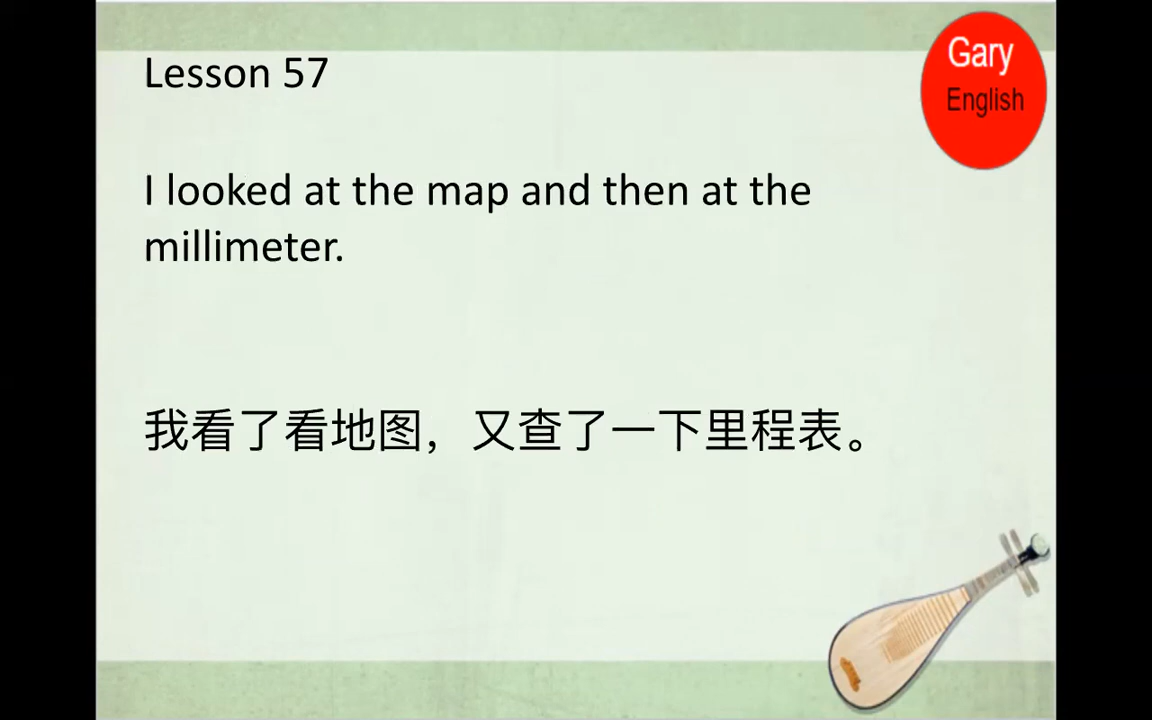 Lesson 57
Gary
English
I looked at the map and then at the
millimeter.
我看了看地图，又查了一下里程表。